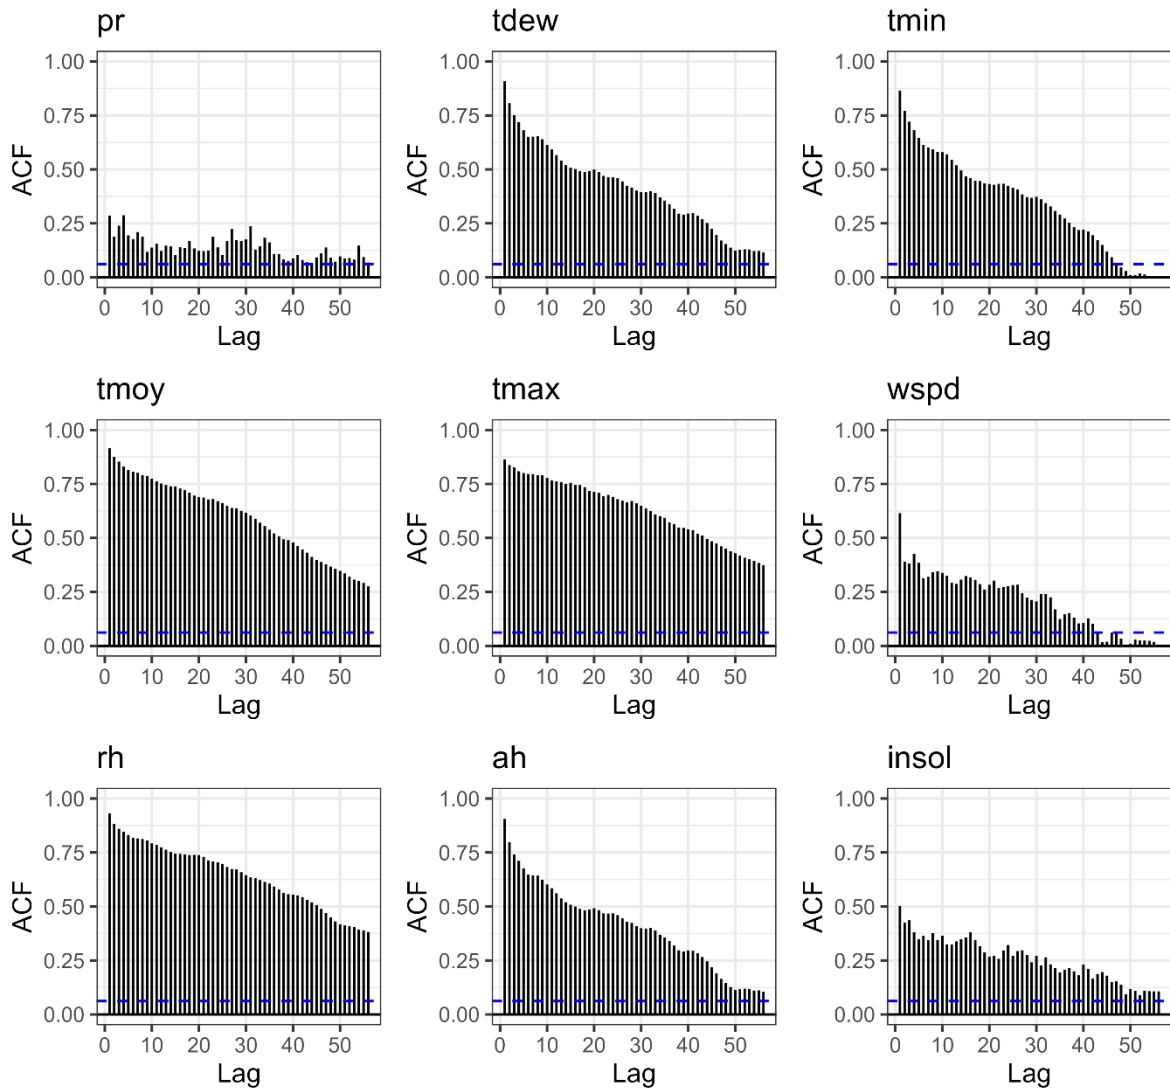 pr tdew tmin
1.00 1.00 1.00
0.75 0.75 0.75
ACF 0.50 ACF 0.50 ACF 0.50
0.25 0.25 0.25
0.00 0.00 0.00
0 10 20 30 40 50 0 10 20 30 40 50 0 10 20 30 40 50
Lag Lag Lag
tmoy tmax wspd
1.00 1.00 1.00
0.75 0.75 0.75
ACF 0.50 ACF 0.50 ACF 0.50
0.25 0.25 0.25
0.00 0.00 0.00
0 10 20 30 40 50 0 10 20 30 40 50 0 10 20 30 40 50
Lag Lag Lag
rh ah insol
1.00 1.00 1.00
0.75 0.75 0.75
ACF 0.50 ACF 0.50 ACF 0.50
0.25 0.25 0.25
0.00 0.00 0.00
0 10 20 30 40 50 0 10 20 30 40 50 0 10 20 30 40 50
Lag Lag Lag